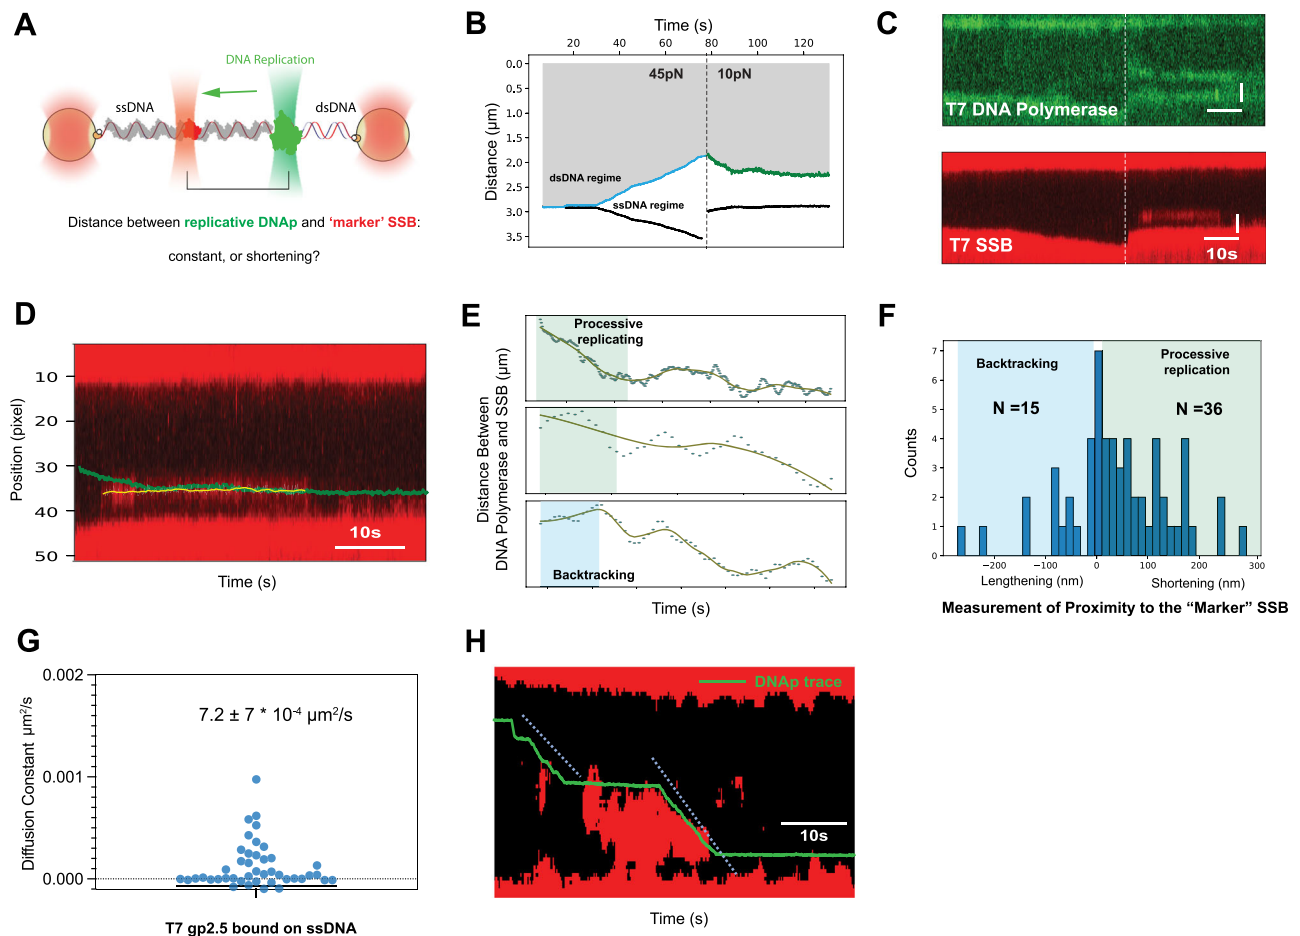 A
DNA Replication
ssDNA
dsDNA
Distance between replicative DNAp and ‘marker’ SSB:
constant, or shortening?
B
Time (s)
20 40 60 80 100 120
45pN 10pN
Distance (μm)
0.0
0.5
1.0
1.5
2.0
2.5
3.0
3.5
dsDNA regime
ssDNA regime
C
T7 DNA Polymerase
T7 SSB
10s
D
Position (pixel)
10
20
30
40
50
10s
Time (s)
E
Distance Between
DNA Polymerase and SSB (μm)
Processive
replicating
Backtracking
Time (s)
F
Counts
7
6
5
4
3
2
1
0
Backtracking
N =15
Processive
replication
N =36
−200 −100 0 100 200 300
Lengthening (nm)
Shortening (nm)
Measurement of Proximity to the “Marker” SSB
G
Diffusion Constant μm²/s
0.002
0.001
0.000
7.2 ± 7 * 10⁻⁴ μm²/s
T7 gp2.5 bound on ssDNA
H
DNAp trace
10s
Time (s)